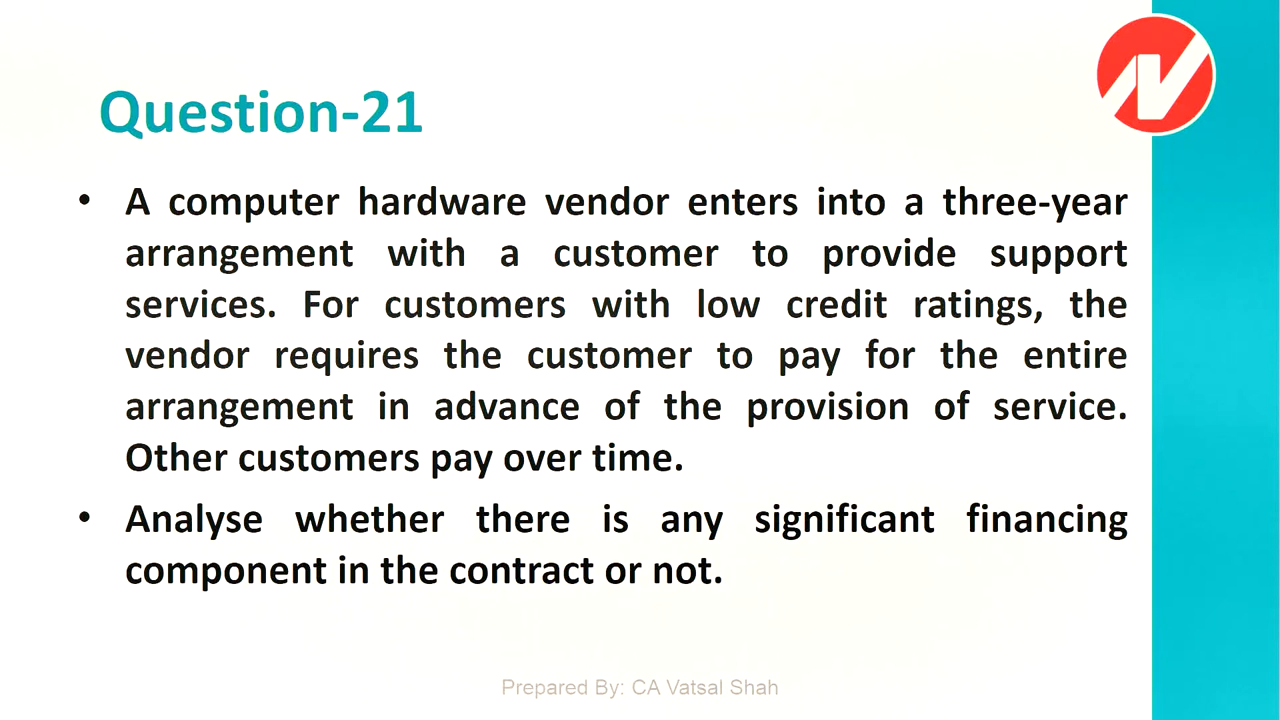 Question-21
• A computer hardware vendor enters into a three-year
arrangement with a customer to provide support
services. For customers with low credit ratings, the
vendor requires the customer to pay for the entire
arrangement in advance of the provision of service.
Other customers pay over time.
• Analyse whether there is any significant financing
component in the contract or not.
Prepared By: CA Vatsal Shah